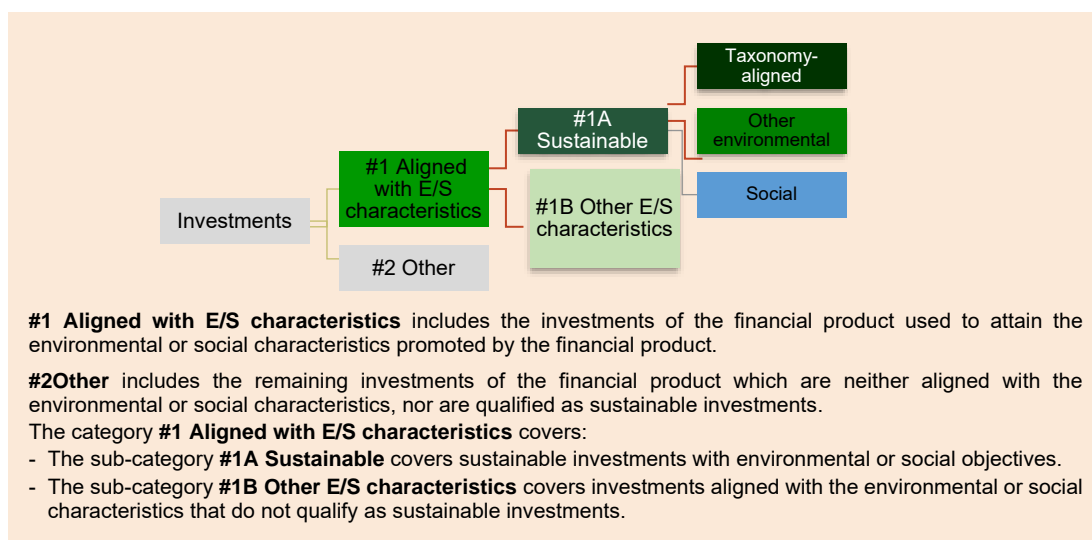 Taxonomy-
aligned
#1A
Sustainable
Other
environmental
#1 Aligned
with E/S
characteristics
Social
#1B Other E/S
characteristics
Investments
#2 Other
#1 Aligned with E/S characteristics includes the investments of the financial product used to attain the
environmental or social characteristics promoted by the financial product.
#2Other includes the remaining investments of the financial product which are neither aligned with the
environmental or social characteristics, nor are qualified as sustainable investments.
The category #1 Aligned with E/S characteristics covers:
- The sub-category #1A Sustainable covers sustainable investments with environmental or social objectives.
- The sub-category #1B Other E/S characteristics covers investments aligned with the environmental or social
characteristics that do not qualify as sustainable investments.